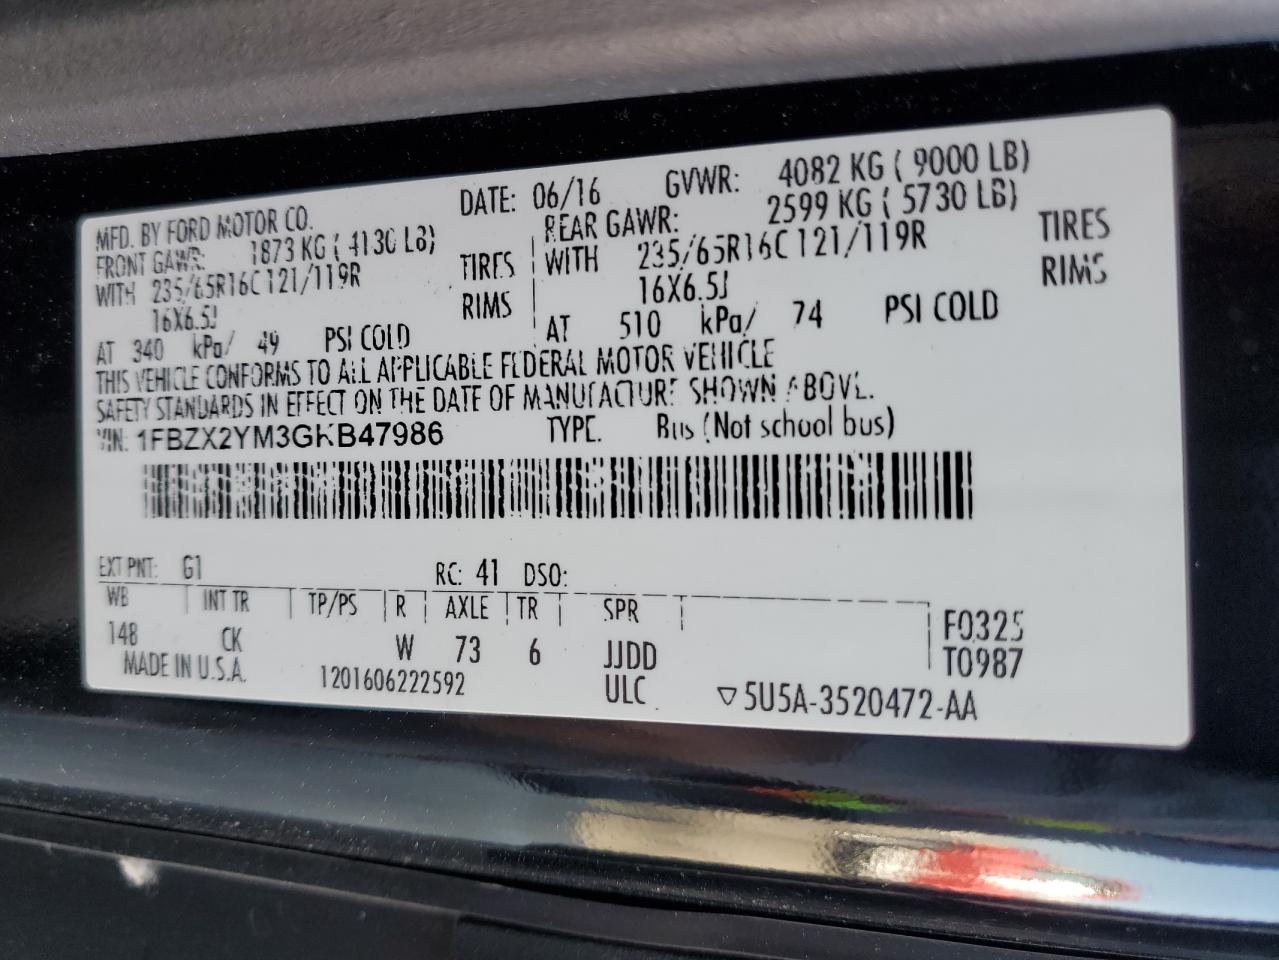 MFD. BY FORD MOTOR CO. DATE: 06/16 GVWR: 4082 KG ( 9000 LB)
FRONT GAWR: 1873 KG ( 4130 LB) REAR GAWR: 2599 KG ( 5730 LB)
WITH 235/65R16C 121/119R TIRES WITH 235/65R16C 121/119R TIRES
16X6.5J RIMS 16X6.5J RIMS
AT 340 kPa/ 49 PSI COLD AT 510 kPa/ 74 PSI COLD
THIS VEHICLE CONFORMS TO ALL APPLICABLE FEDERAL MOTOR VEHICLE
SAFETY STANDARDS IN EFFECT ON THE DATE OF MANUFACTURE SHOWN ABOVE.
VIN: 1FBZX2YM3GKB47986 TYPE: Bus (Not school bus)
EXT PNT: G1 RC: 41 DSO:
WB INT TR TP/PS R AXLE TR SPR F0325
148 CK W 73 6 JJDD T0987
MADE IN U.S.A. 1201606222592 ULC ▽5U5A-3520472-AA